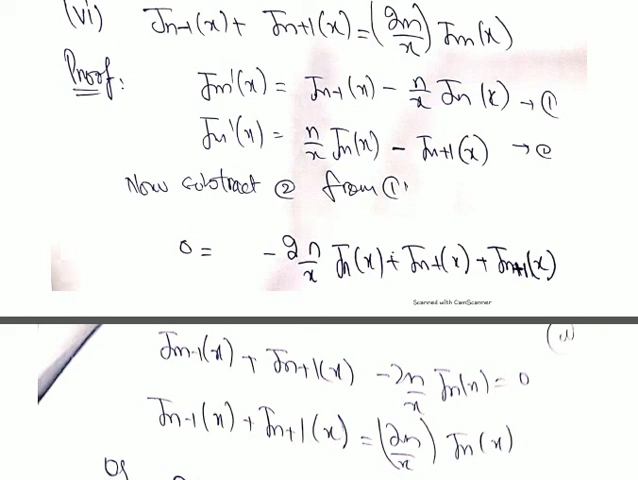 (vi) Jn-1(x) + Jn+1(x) = (2n/x) Jn(x)
Proof:
Jn'(x) = Jn-1(x) - n/x Jn(x) → ①
Jn'(x) = n/x Jn(x) - Jn+1(x) → ②
Now subtract ② from ①
0 = - 2n/x Jn(x) + Jn-1(x) + Jn+1(x)
Scanned with CamScanner
Jn-1(x) + Jn+1(x) - 2n/x Jn(x) = 0
Jn-1(x) + Jn+1(x) = (2n/x) Jn(x)